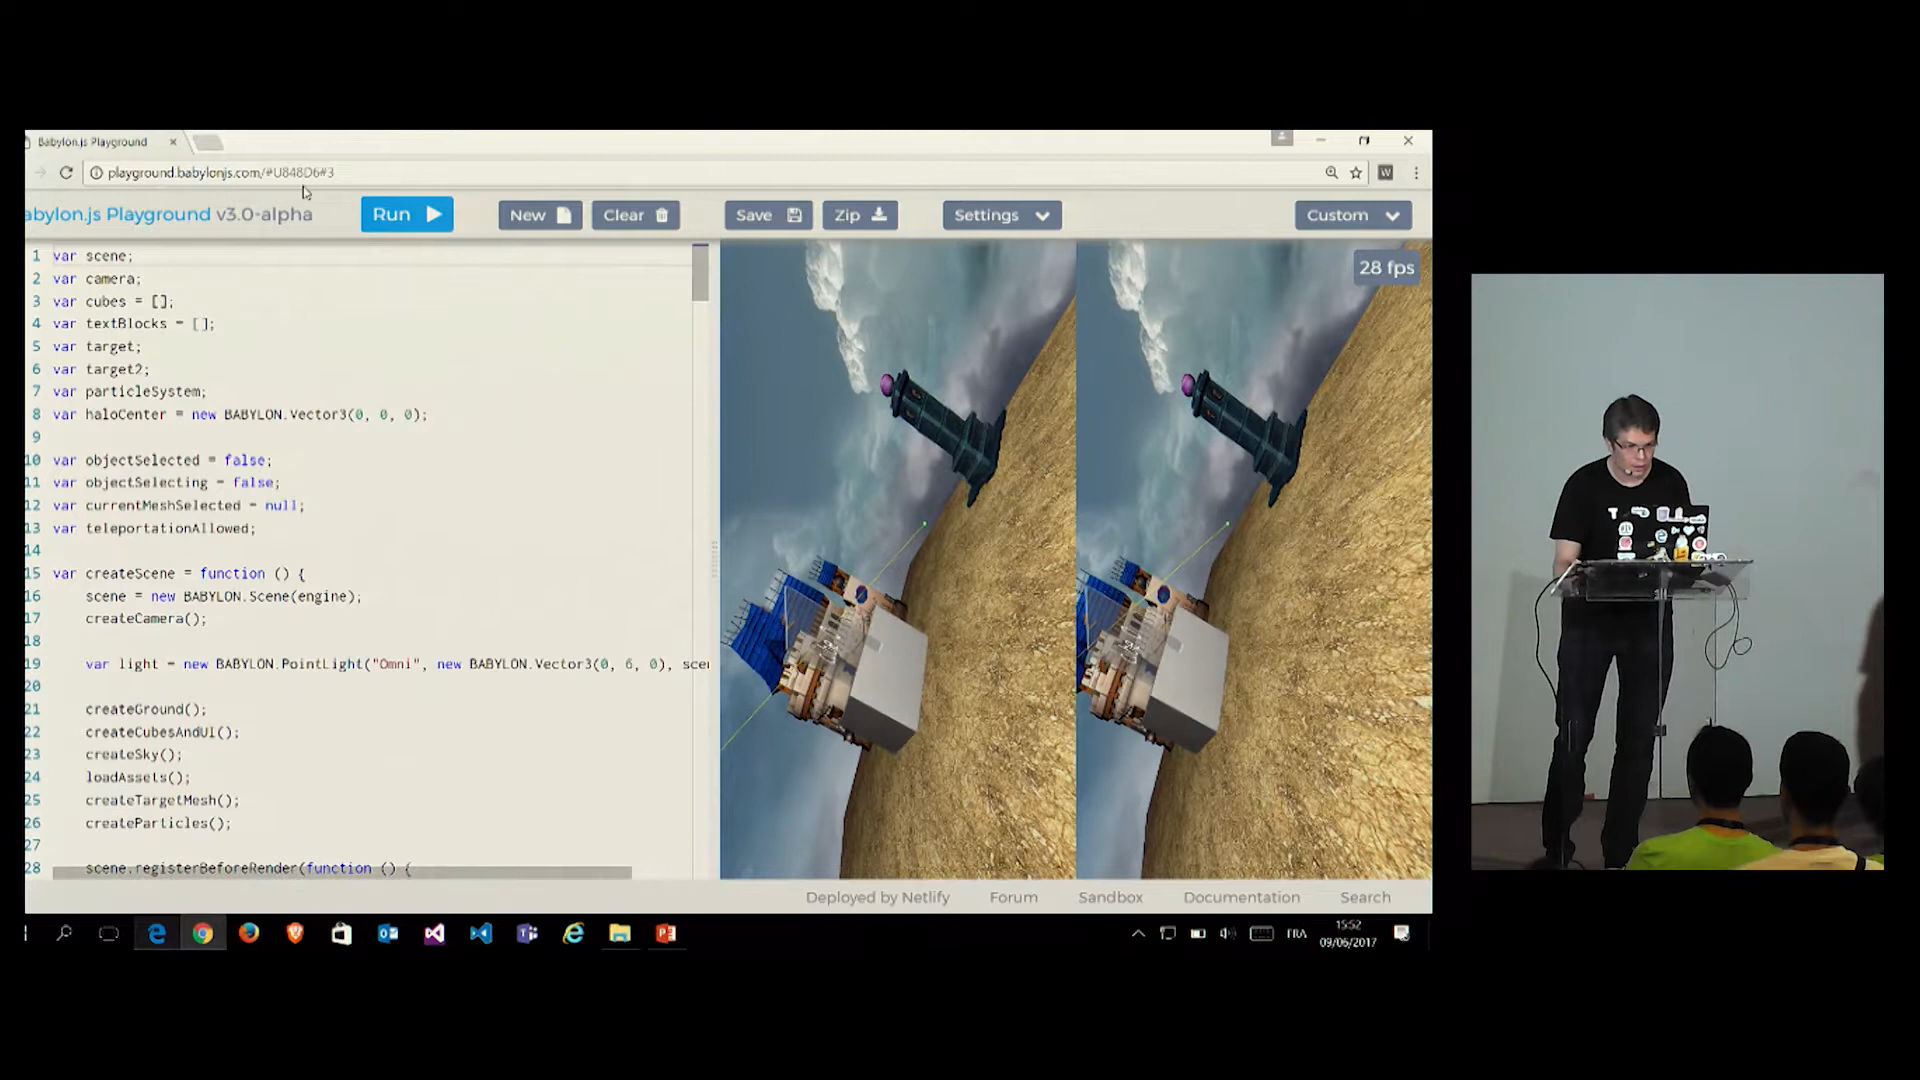 Babylon.js Playground
playground.babylonjs.com/#U848D6#3
abylon.js Playground v3.0-alpha
Run
New
Clear
Save
Zip
Settings
Custom
28 fps
1 var scene;
2 var camera;
3 var cubes = [];
4 var textBlocks = [];
5 var target;
6 var target2;
7 var particleSystem;
8 var haloCenter = new BABYLON.Vector3(0, 0, 0);
9
10 var objectSelected = false;
11 var objectSelecting = false;
12 var currentMeshSelected = null;
13 var teleportationAllowed;
14
15 var createScene = function () {
16 scene = new BABYLON.Scene(engine);
17 createCamera();
18
19 var light = new BABYLON.PointLight("Omni", new BABYLON.Vector3(0, 6, 0), sce
20
21 createGround();
22 createCubesAndUI();
23 createSky();
24 loadAssets();
25 createTargetMesh();
26 createParticles();
27
28 scene.registerBeforeRender(function () {
Deployed by Netlify
Forum
Sandbox
Documentation
Search
FRA
15:52
09/06/2017